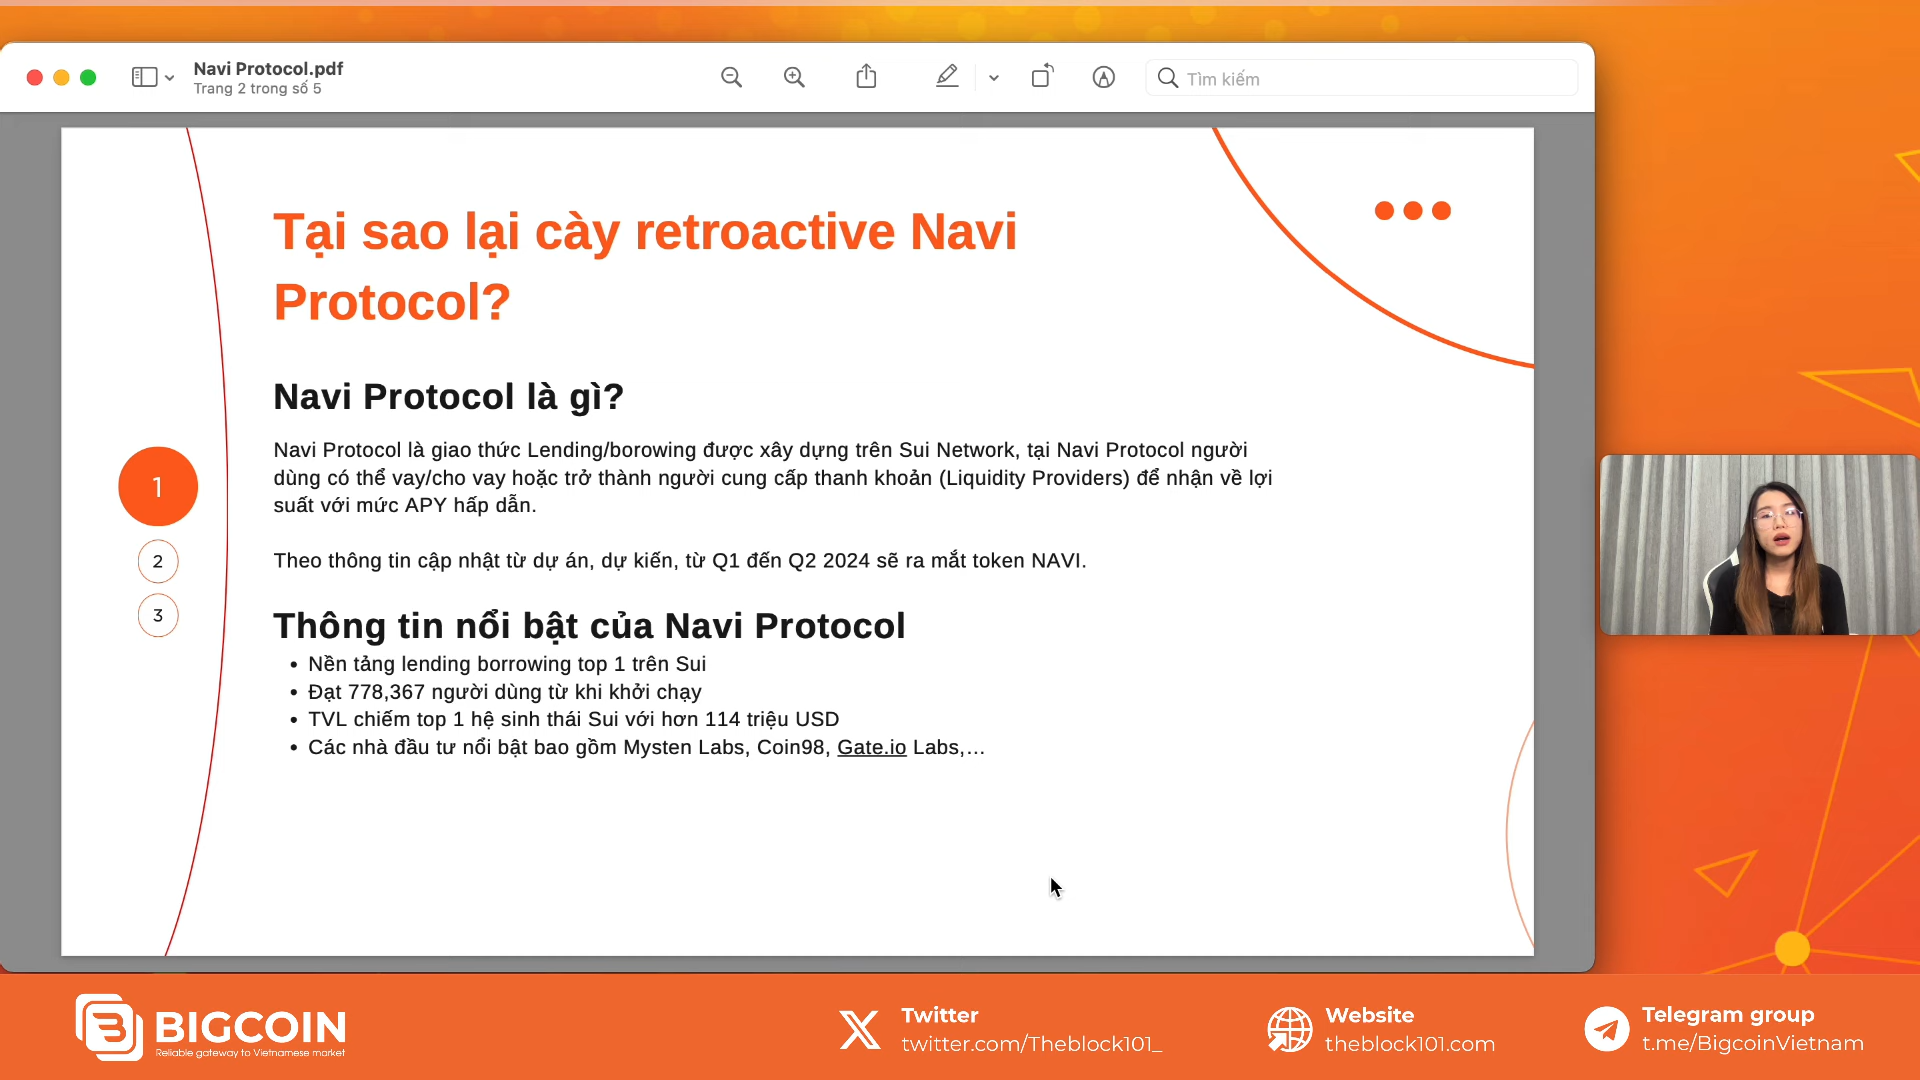 Navi Protocol.pdf
Trang 2 trong số 5
Tìm kiếm
Tại sao lại cày retroactive Navi
Protocol?
Navi Protocol là gì?
Navi Protocol là giao thức Lending/borowing được xây dựng trên Sui Network, tại Navi Protocol người
dùng có thể vay/cho vay hoặc trở thành người cung cấp thanh khoản (Liquidity Providers) để nhận về lợi
suất với mức APY hấp dẫn.
Theo thông tin cập nhật từ dự án, dự kiến, từ Q1 đến Q2 2024 sẽ ra mắt token NAVI.
1
2
3
Thông tin nổi bật của Navi Protocol
• Nền tảng lending borrowing top 1 trên Sui
• Đạt 778,367 người dùng từ khi khởi chạy
• TVL chiếm top 1 hệ sinh thái Sui với hơn 114 triệu USD
• Các nhà đầu tư nổi bật bao gồm Mysten Labs, Coin98, Gate.io Labs,...
BIGCOIN
Reliable gateway to Vietnamese market
Twitter
twitter.com/Theblock101_
Website
theblock101.com
Telegram group
t.me/BigcoinVietnam